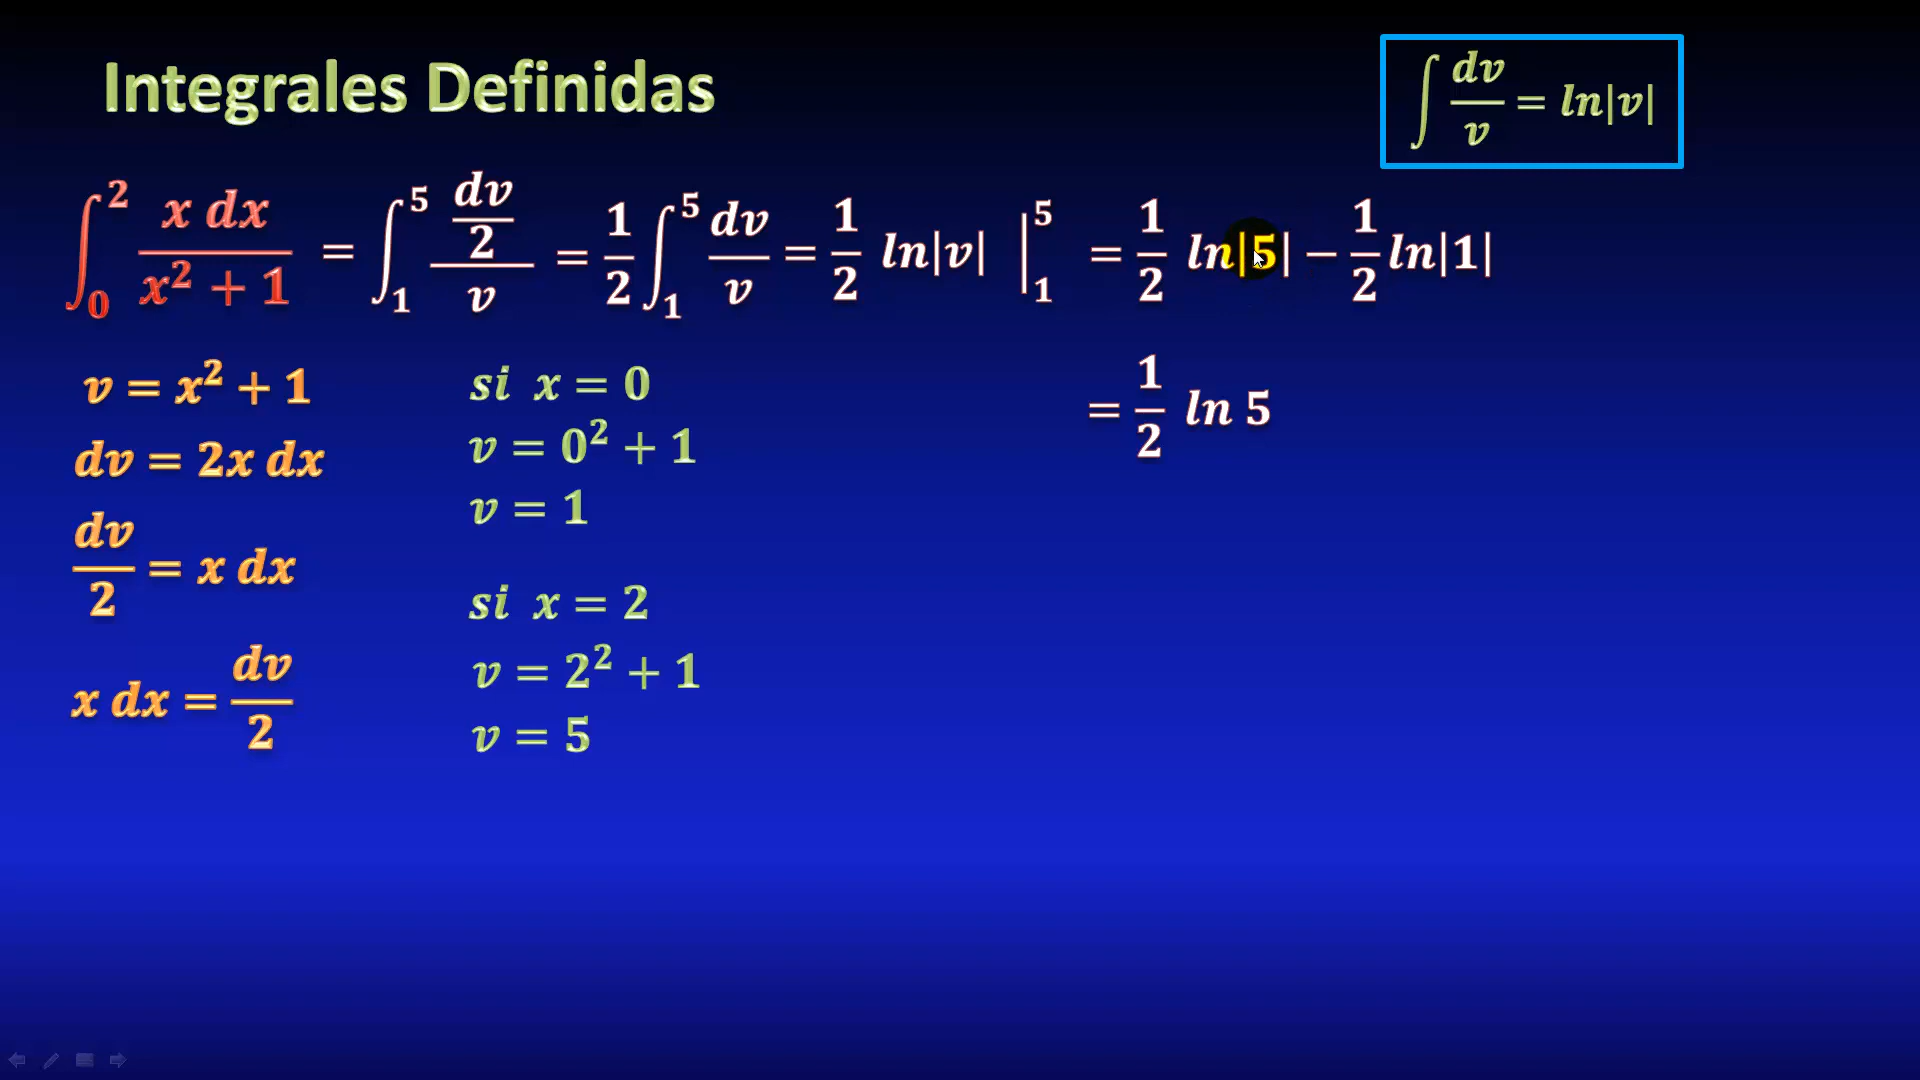 Integrales Definidas
∫ dv/v = ln|v|
∫₀² x dx/(x² + 1) = ∫₁⁵ (dv/2)/v = 1/2 ∫₁⁵ dv/v = 1/2 ln|v| |₁⁵ = 1/2 ln|5| − 1/2 ln|1|
= 1/2 ln 5
v = x² + 1
dv = 2x dx
dv/2 = x dx
x dx = dv/2
si x = 0
v = 0² + 1
v = 1
si x = 2
v = 2² + 1
v = 5